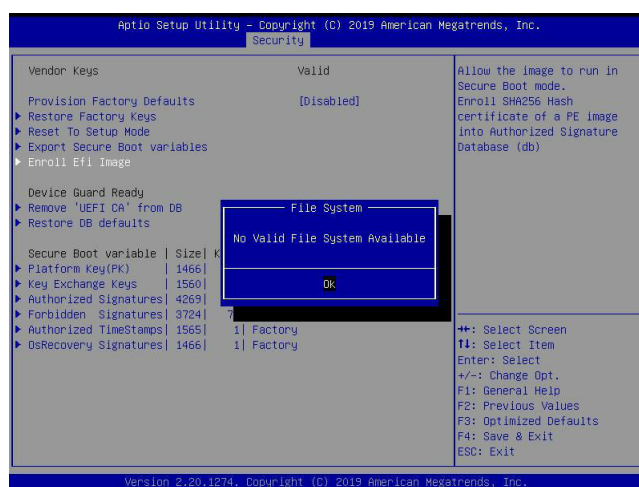 Aptio Setup Utility – Copyright (C) 2019 American Megatrends, Inc.
Security
Vendor Keys Valid
Provision Factory Defaults [Disabled]
Restore Factory Keys
Reset To Setup Mode
Export Secure Boot variables
Enroll Efi Image
Device Guard Ready
Remove 'UEFI CA' from DB
Restore DB defaults
Secure Boot variable | Size| K
Platform Key(PK) | 1466|
Key Exchange Keys | 1560|
Authorized Signatures| 4269|
Forbidden Signatures| 3724| 7
Authorized TimeStamps| 1565| 1| Factory
OsRecovery Signatures| 1466| 1| Factory
File System
No Valid File System Available
Ok
Allow the image to run in
Secure Boot mode.
Enroll SHA256 Hash
certificate of a PE image
into Authorized Signature
Database (db)
→←: Select Screen
↑↓: Select Item
Enter: Select
+/-: Change Opt.
F1: General Help
F2: Previous Values
F3: Optimized Defaults
F4: Save & Exit
ESC: Exit
Version 2.20.1274. Copyright (C) 2019 American Megatrends, Inc.